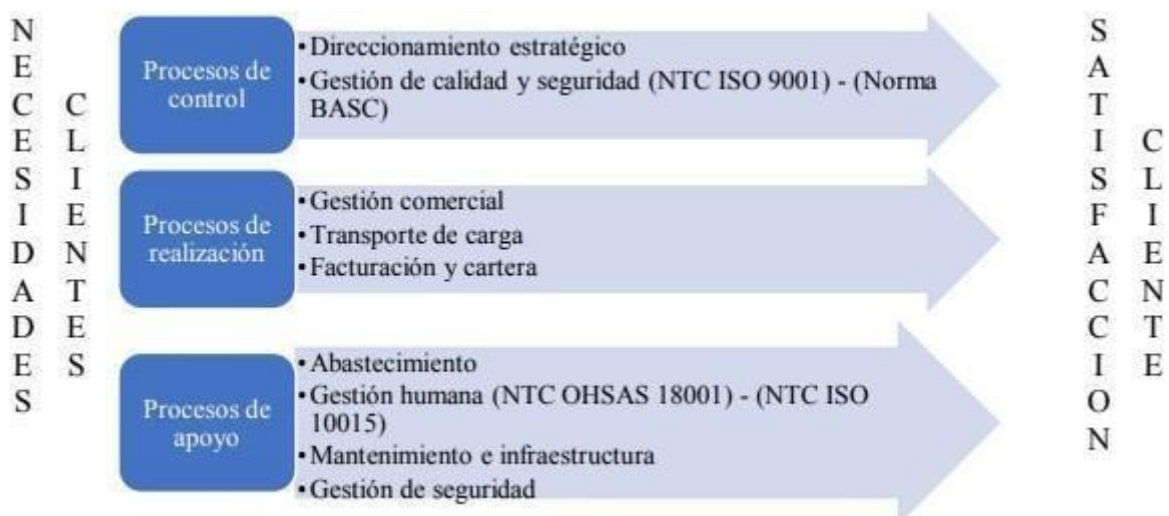 NECESIDADES
CLIENTES
Procesos de
control
•Direccionamiento estratégico
•Gestión de calidad y seguridad (NTC ISO 9001) - (Norma
BASC)
Procesos de
realización
•Gestión comercial
•Transporte de carga
•Facturación y cartera
Procesos de
apoyo
•Abastecimiento
•Gestión humana (NTC OHSAS 18001) - (NTC ISO
10015)
•Mantenimiento e infraestructura
•Gestión de seguridad
SATISFACCION
CLIENTE